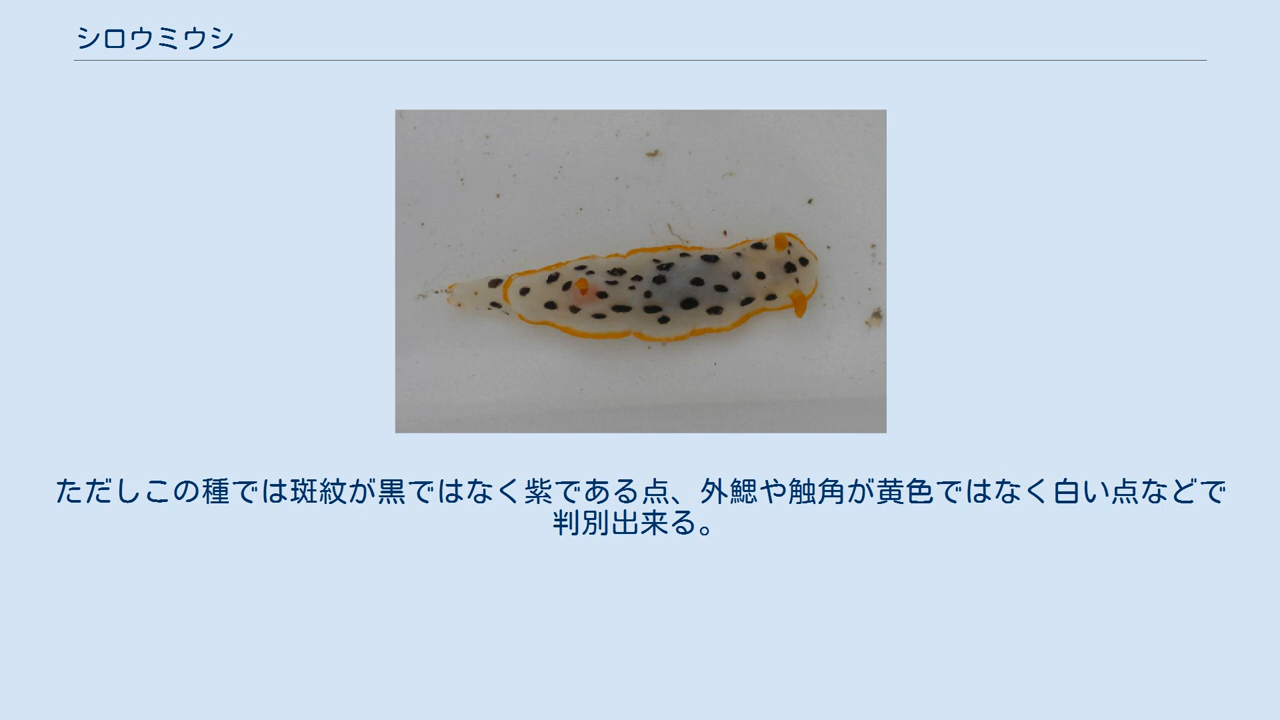 シロウミウシ
ただしこの種では斑紋が黒ではなく紫である点、外鰓や触角が黄色ではなく白い点などで
判別出来る。